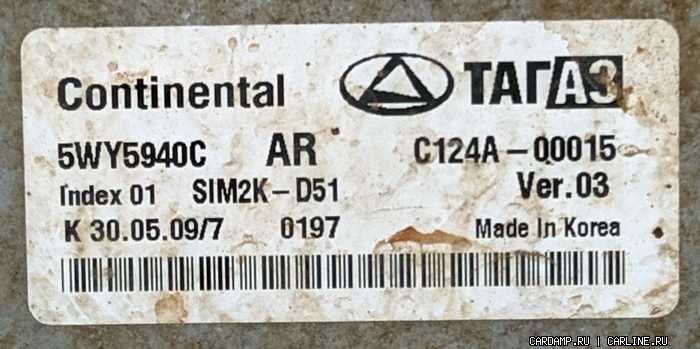 Continental ТАГАЗ
5WY5940C AR C124A-00015
Index 01 SIM2K-D51 Ver.03
K 30.05.09/7 0197 Made In Korea
CARDAMP.RU | CARLINE.RU